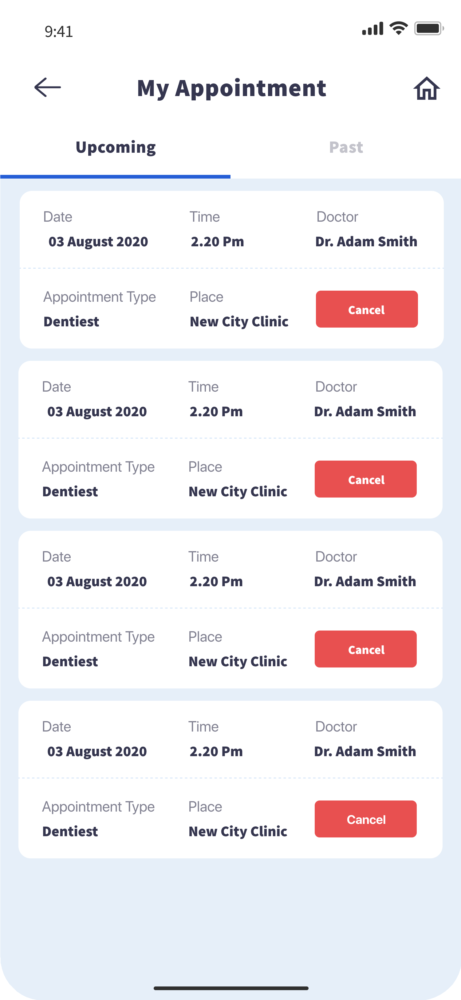 9:41
My Appointment
Upcoming Past
Date Time Doctor
03 August 2020 2.20 Pm Dr. Adam Smith
Appointment Type Place
Cancel
Dentiest New City Clinic
Date Time Doctor
03 August 2020 2.20 Pm Dr. Adam Smith
Appointment Type Place
Cancel
Dentiest New City Clinic
Date Time Doctor
03 August 2020 2.20 Pm Dr. Adam Smith
Appointment Type Place
Cancel
Dentiest New City Clinic
Date Time Doctor
03 August 2020 2.20 Pm Dr. Adam Smith
Appointment Type Place
Cancel
Dentiest New City Clinic